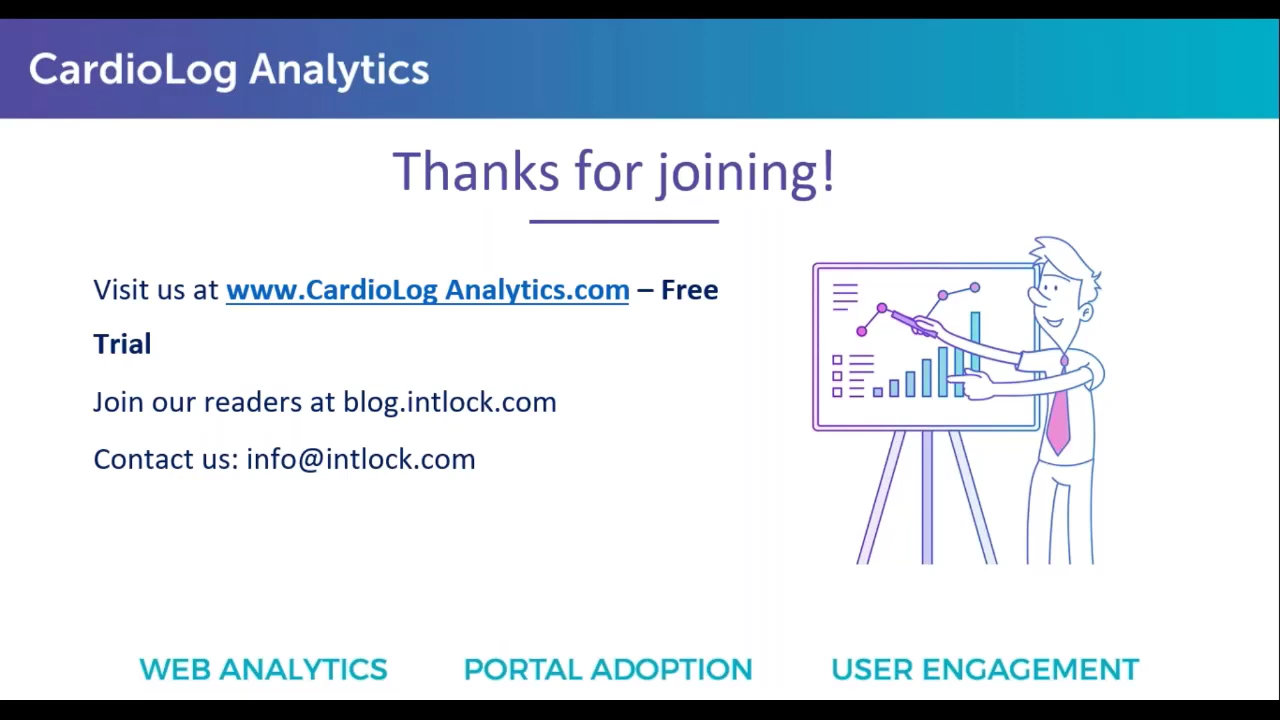 CardioLog Analytics
Thanks for joining!
Visit us at www.CardioLog Analytics.com – Free
Trial
Join our readers at blog.intlock.com
Contact us: info@intlock.com
WEB ANALYTICS PORTAL ADOPTION USER ENGAGEMENT